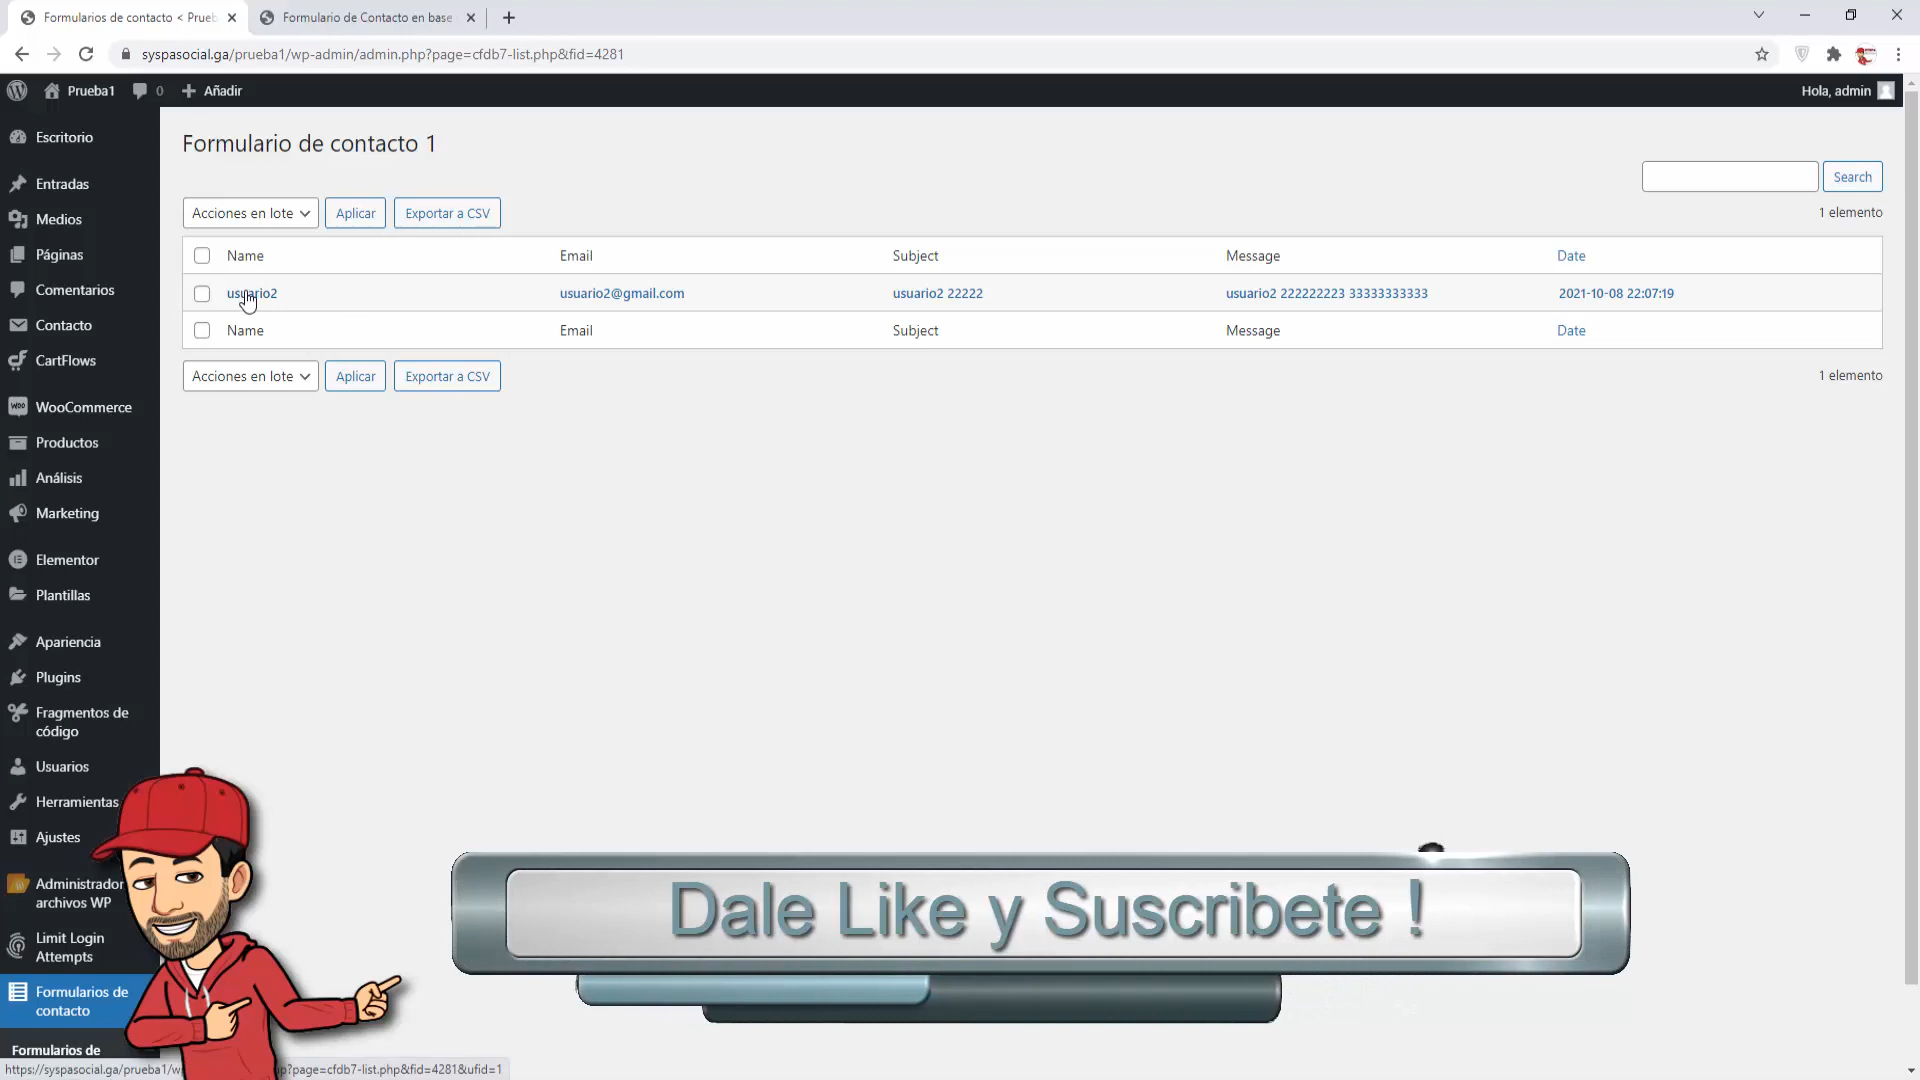 Formularios de contacto < Prueb
Formulario de Contacto en base
syspasocial.ga/prueba1/wp-admin/admin.php?page=cfdb7-list.php&fid=4281
Prueba1
0
Añadir
Hola, admin
Escritorio
Entradas
Medios
Páginas
Comentarios
Contacto
CartFlows
WooCommerce
Productos
Análisis
Marketing
Elementor
Plantillas
Apariencia
Plugins
Fragmentos de
código
Usuarios
Herramientas
Ajustes
Administrador
archivos WP
Limit Login
Attempts
Formularios de
contacto
Formularios de
Formulario de contacto 1
Search
Acciones en lote
Aplicar
Exportar a CSV
1 elemento
Name Email Subject Message Date
usuario2 usuario2@gmail.com usuario2 22222 usuario2 222222223 33333333333 2021-10-08 22:07:19
Name Email Subject Message Date
Acciones en lote
Aplicar
Exportar a CSV
1 elemento
Dale Like y Suscribete !
https://syspasocial.ga/prueba1/w p?page=cfdb7-list.php&fid=4281&ufid=1